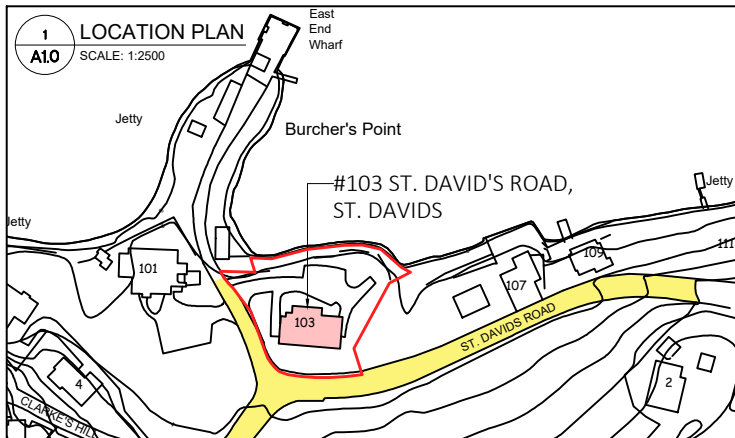 1
A1.0
LOCATION PLAN
SCALE: 1:2500
East
End
Wharf
Jetty
Burcher's Point
#103 ST. DAVID'S ROAD,
ST. DAVIDS
Jetty
Jetty
101
109
111
107
103
ST. DAVIDS ROAD
4
2
CLARKE'S HILL